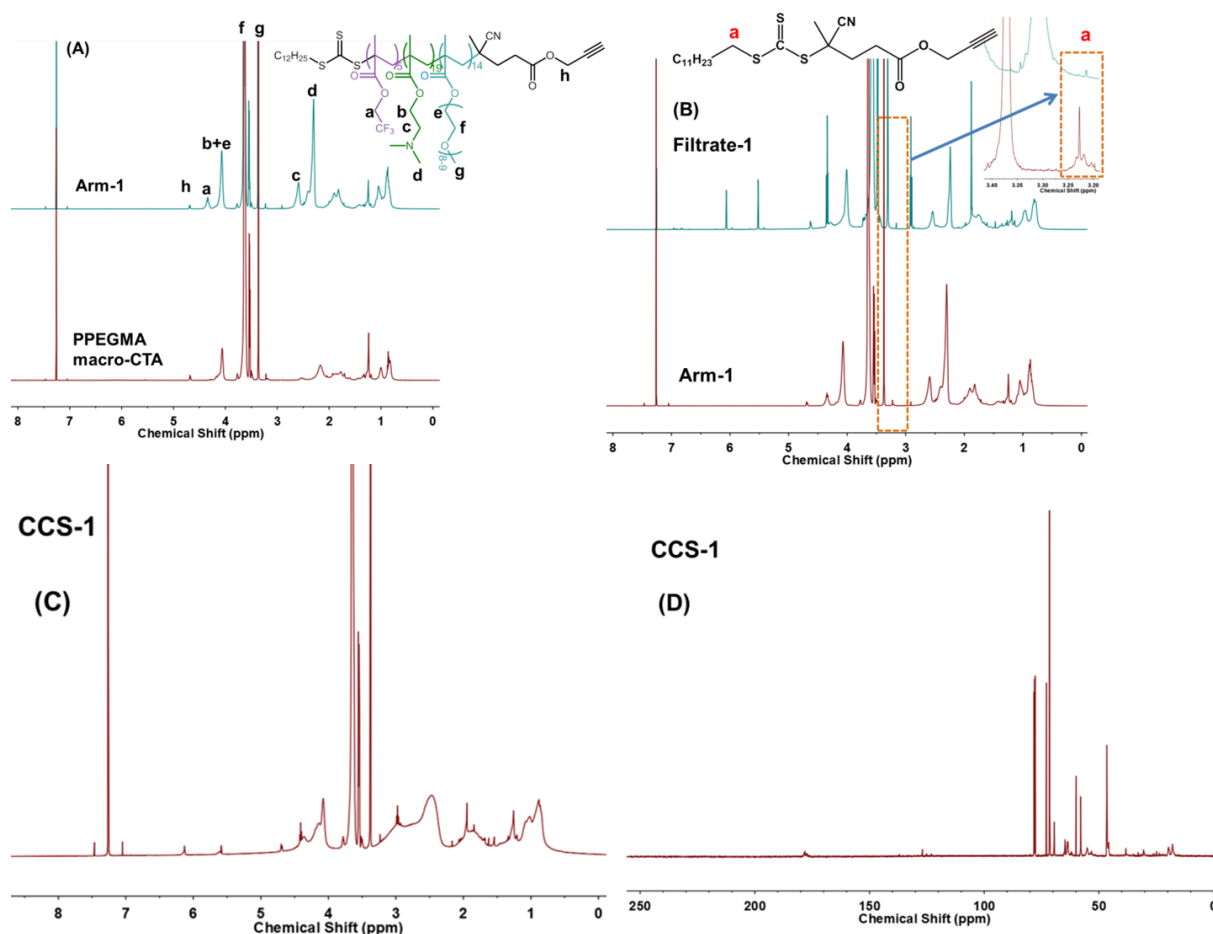 (A)
f g
C12H25 S S S
5 19 14
CN
O O O O O O O O
h
a b e
CF3 c f
N O
d 8-9 g
d
b+e
h a c
Arm-1
PPEGMA
macro-CTA
8 7 6 5 4 3 2 1 0
Chemical Shift (ppm)
a S CN
C11H23 S S O O
(B)
a
Filtrate-1
3.40 3.35 3.30 3.25 3.20
Chemical Shift (ppm)
Arm-1
8 7 6 5 4 3 2 1 0
Chemical Shift (ppm)
CCS-1
(C)
8 7 6 5 4 3 2 1 0
Chemical Shift (ppm)
CCS-1
(D)
250 200 150 100 50 0
Chemical Shift (ppm)